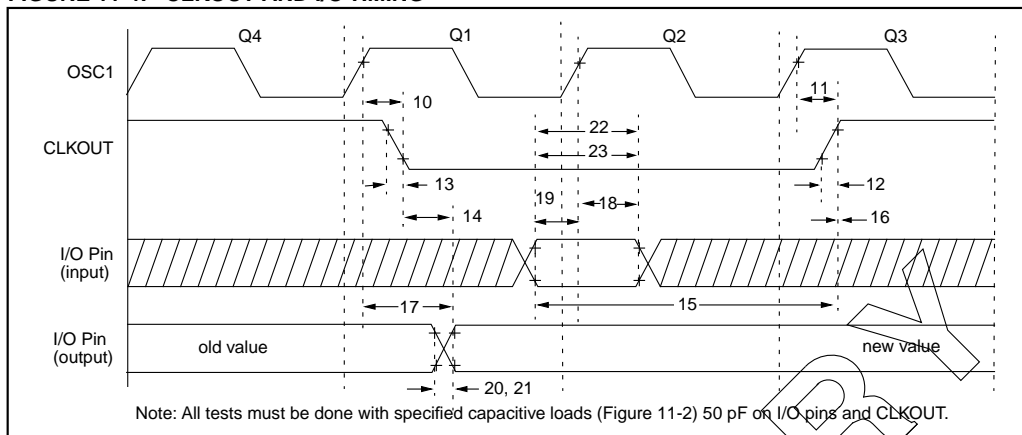 Q4 Q1 Q2 Q3
OSC1
11
10
22
CLKOUT
23
13
12
19
18
14
16
I/O Pin
(input)
17
15
I/O Pin
(output)
old value
new value
20, 21
Note: All tests must be done with specified capacitive loads (Figure 11-2) 50 pF on I/O pins and CLKOUT.